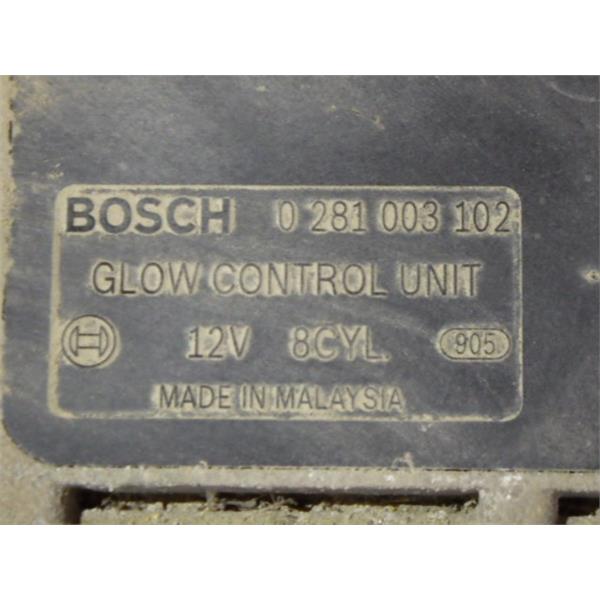 BOSCH 0 281 003 102
GLOW CONTROL UNIT
12V 8CYL. 905
MADE IN MALAYSIA